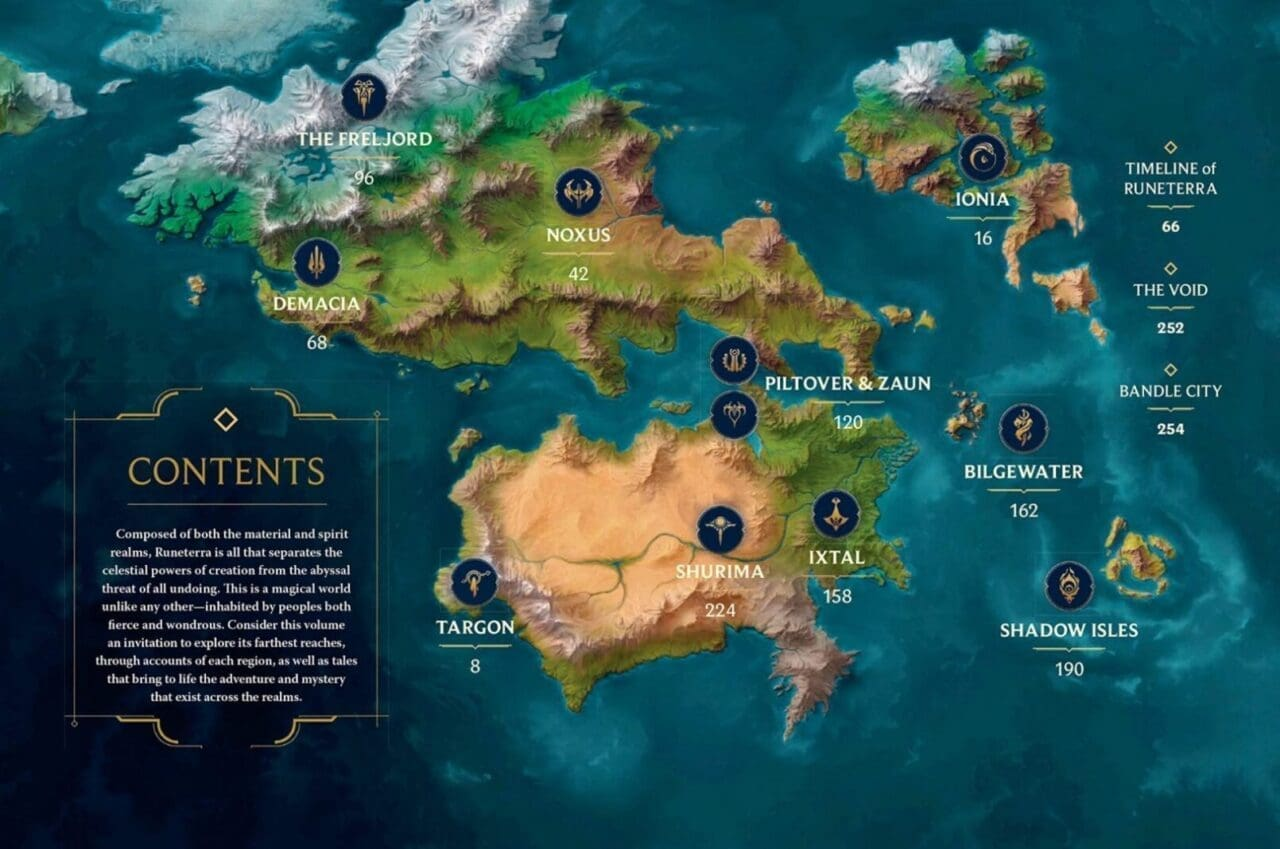 THE FRELJORD
96
NOXUS
42
DEMACIA
68
IONIA
16
TIMELINE of
RUNETERRA
66
THE VOID
252
BANDLE CITY
254
PILTOVER & ZAUN
120
BILGEWATER
162
IXTAL
158
SHURIMA
224
TARGON
8
SHADOW ISLES
190
CONTENTS
Composed of both the material and spirit
realms, Runeterra is all that separates the
celestial powers of creation from the abyssal
threat of all undoing. This is a magical world
unlike any other—inhabited by peoples both
fierce and wondrous. Consider this volume
an invitation to explore its farthest reaches,
through accounts of each region, as well as tales
that bring to life the adventure and mystery
that exist across the realms.